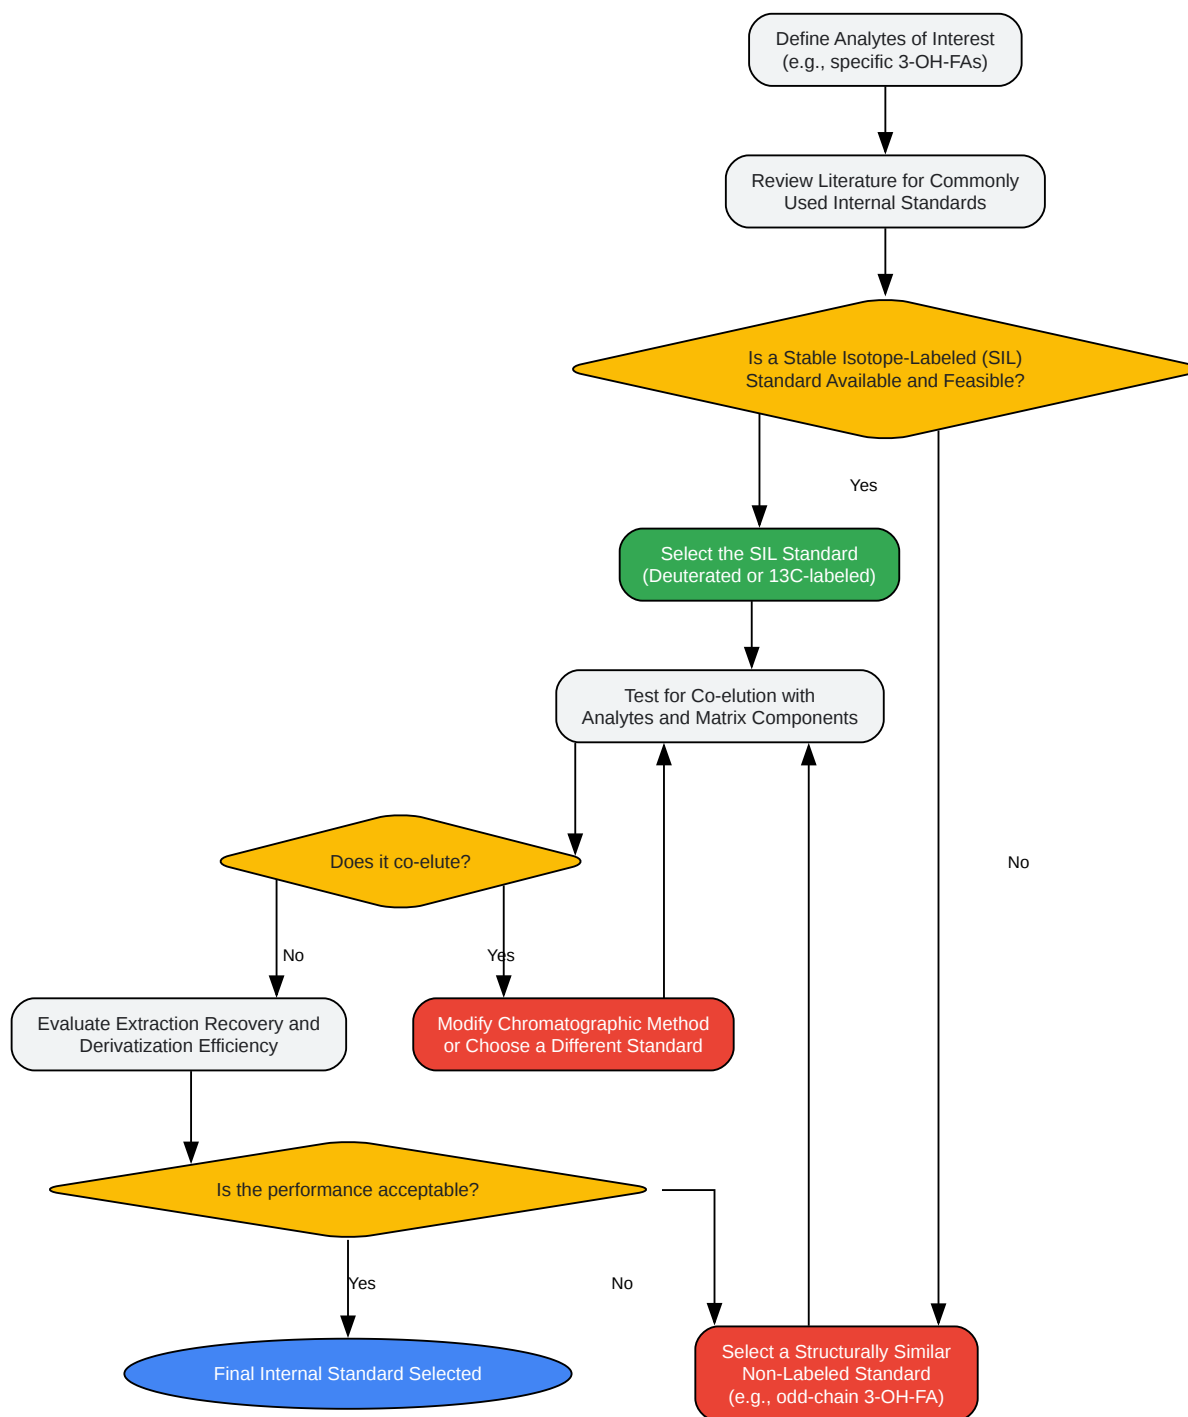 Define Analytes of Interest
(e.g., specific 3-OH-FAs)
Review Literature for Commonly
Used Internal Standards
Is a Stable Isotope-Labeled (SIL)
Standard Available and Feasible?
Yes
Select the SIL Standard
(Deuterated or 13C-labeled)
Test for Co-elution with
Analytes and Matrix Components
Does it co-elute?
No
No
Yes
Evaluate Extraction Recovery and
Derivatization Efficiency
Modify Chromatographic Method
or Choose a Different Standard
Is the performance acceptable?
Yes
No
Final Internal Standard Selected
Select a Structurally Similar
Non-Labeled Standard
(e.g., odd-chain 3-OH-FA)